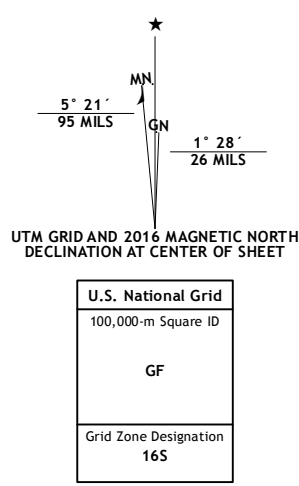 ★
MN
GN
5° 21´
95 MILS
1° 28´
26 MILS
UTM GRID AND 2016 MAGNETIC NORTH
DECLINATION AT CENTER OF SHEET
U.S. National Grid
100,000-m Square ID
GF
Grid Zone Designation
16S